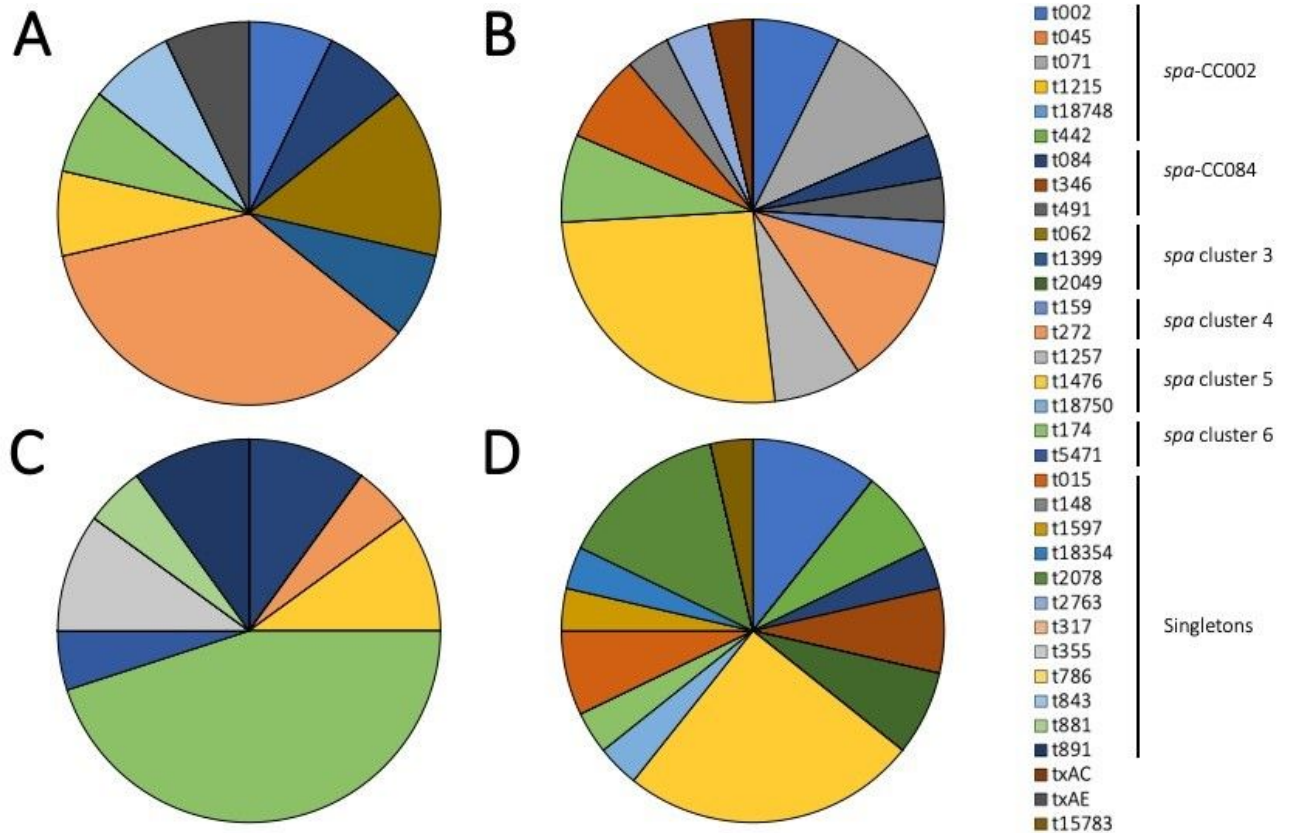 A
B
C
D
t002
t045
t071
t1215
t18748
t442
spa-CC002
t084
t346
t491
spa-CC084
t062
t1399
t2049
spa cluster 3
t159
t272
spa cluster 4
t1257
t1476
t18750
spa cluster 5
t174
t5471
spa cluster 6
t015
t148
t1597
t18354
t2078
t2763
t317
t355
t786
t843
t881
t891
Singletons
txAC
txAE
t15783